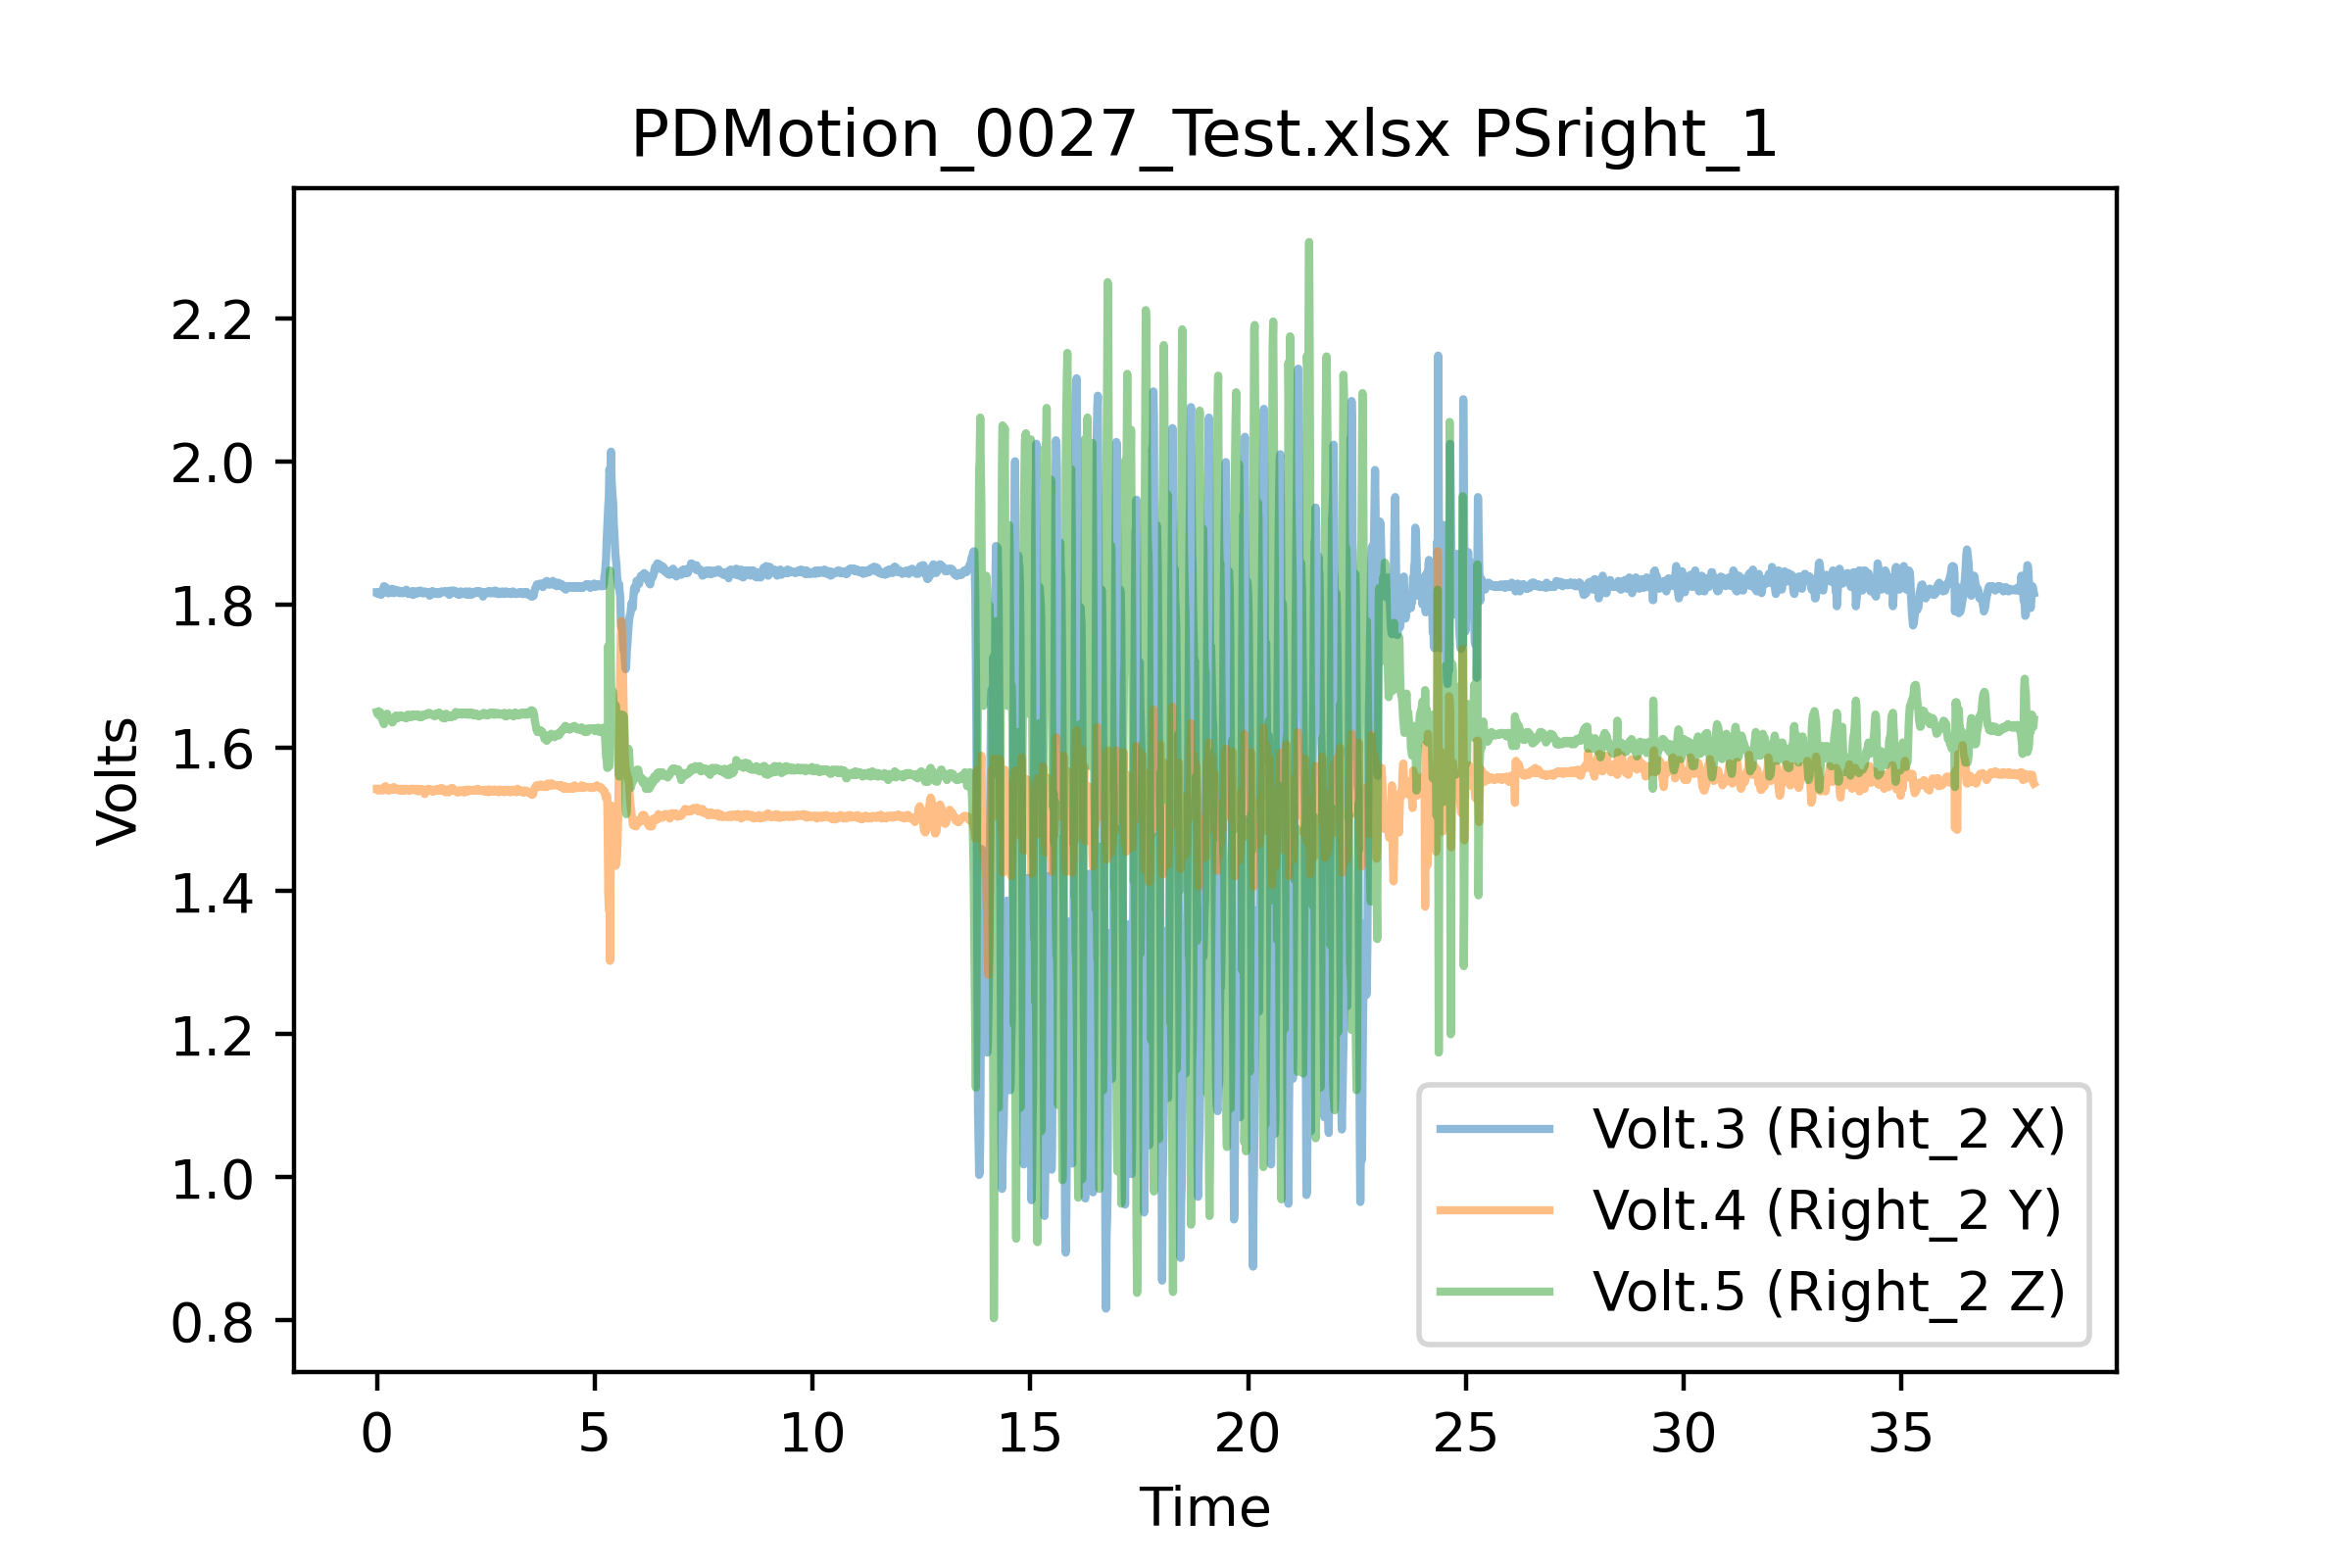 PDMotion_0027_Test.xlsx PSright_1
Volts
2.2
2.0
1.8
1.6
1.4
1.2
1.0
0.8
Volt.3 (Right_2 X)
Volt.4 (Right_2 Y)
Volt.5 (Right_2 Z)
0 5 10 15 20 25 30 35
Time